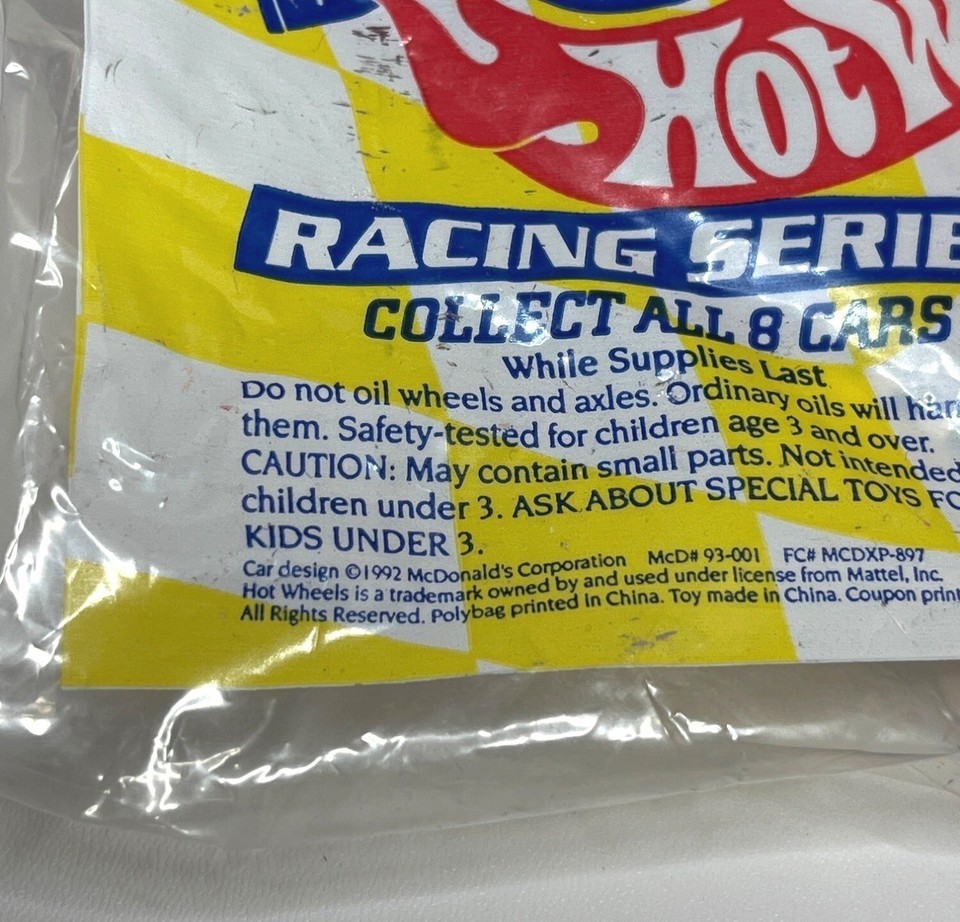 Hot W
RACING SERIE
COLLECT ALL 8 CARS
While Supplies Last
Do not oil wheels and axles. Ordinary oils will har
them. Safety-tested for children age 3 and over.
CAUTION: May contain small parts. Not intended
children under 3. ASK ABOUT SPECIAL TOYS FO
KIDS UNDER 3.
Car design ©1992 McDonald's Corporation McD# 93-001 FC# MCDXP-897
Hot Wheels is a trademark owned by and used under license from Mattel, Inc.
All Rights Reserved. Polybag printed in China. Toy made in China. Coupon print